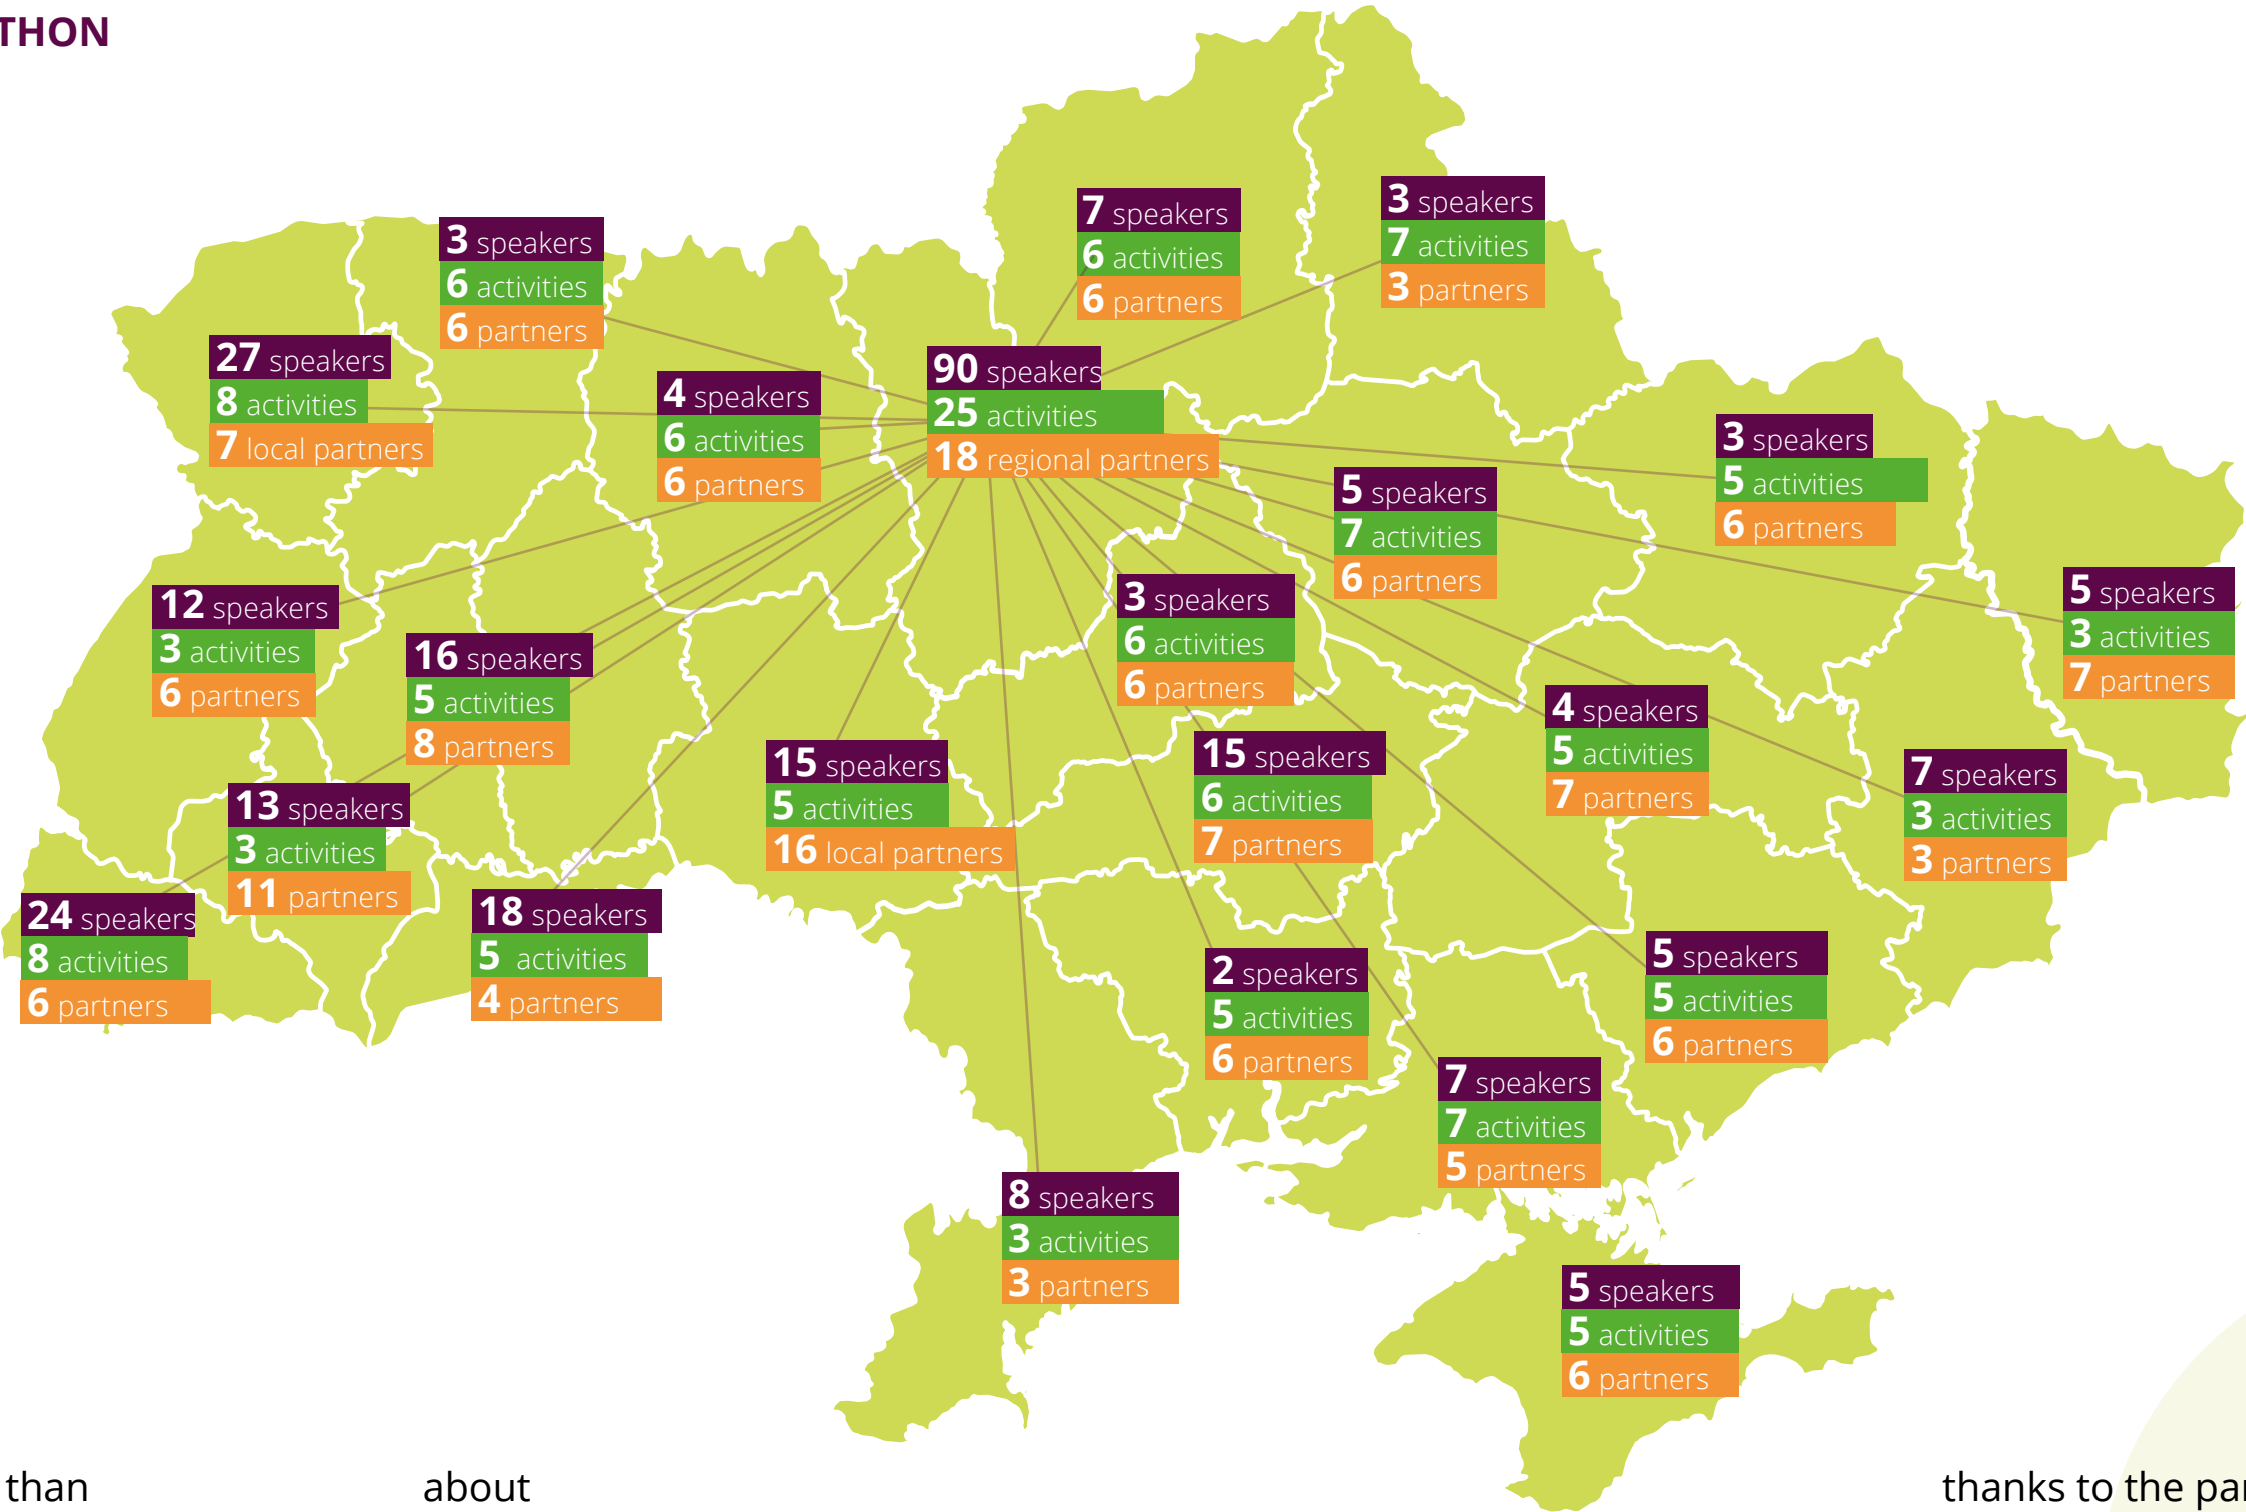 THON
7 speakers
6 activities
6 partners
3 speakers
7 activities
3 partners
3 speakers
6 activities
6 partners
27 speakers
8 activities
7 local partners
4 speakers
6 activities
6 partners
90 speakers
25 activities
18 regional partners
3 speakers
5 activities
6 partners
5 speakers
7 activities
6 partners
5 speakers
3 activities
7 partners
12 speakers
3 activities
6 partners
3 speakers
6 activities
6 partners
16 speakers
5 activities
8 partners
4 speakers
5 activities
7 partners
15 speakers
5 activities
16 local partners
15 speakers
6 activities
7 partners
7 speakers
3 activities
3 partners
13 speakers
3 activities
11 partners
24 speakers
8 activities
6 partners
18 speakers
5 activities
4 partners
2 speakers
5 activities
6 partners
5 speakers
5 activities
6 partners
7 speakers
7 activities
5 partners
8 speakers
3 activities
3 partners
5 speakers
5 activities
6 partners
than
about
thanks to the par